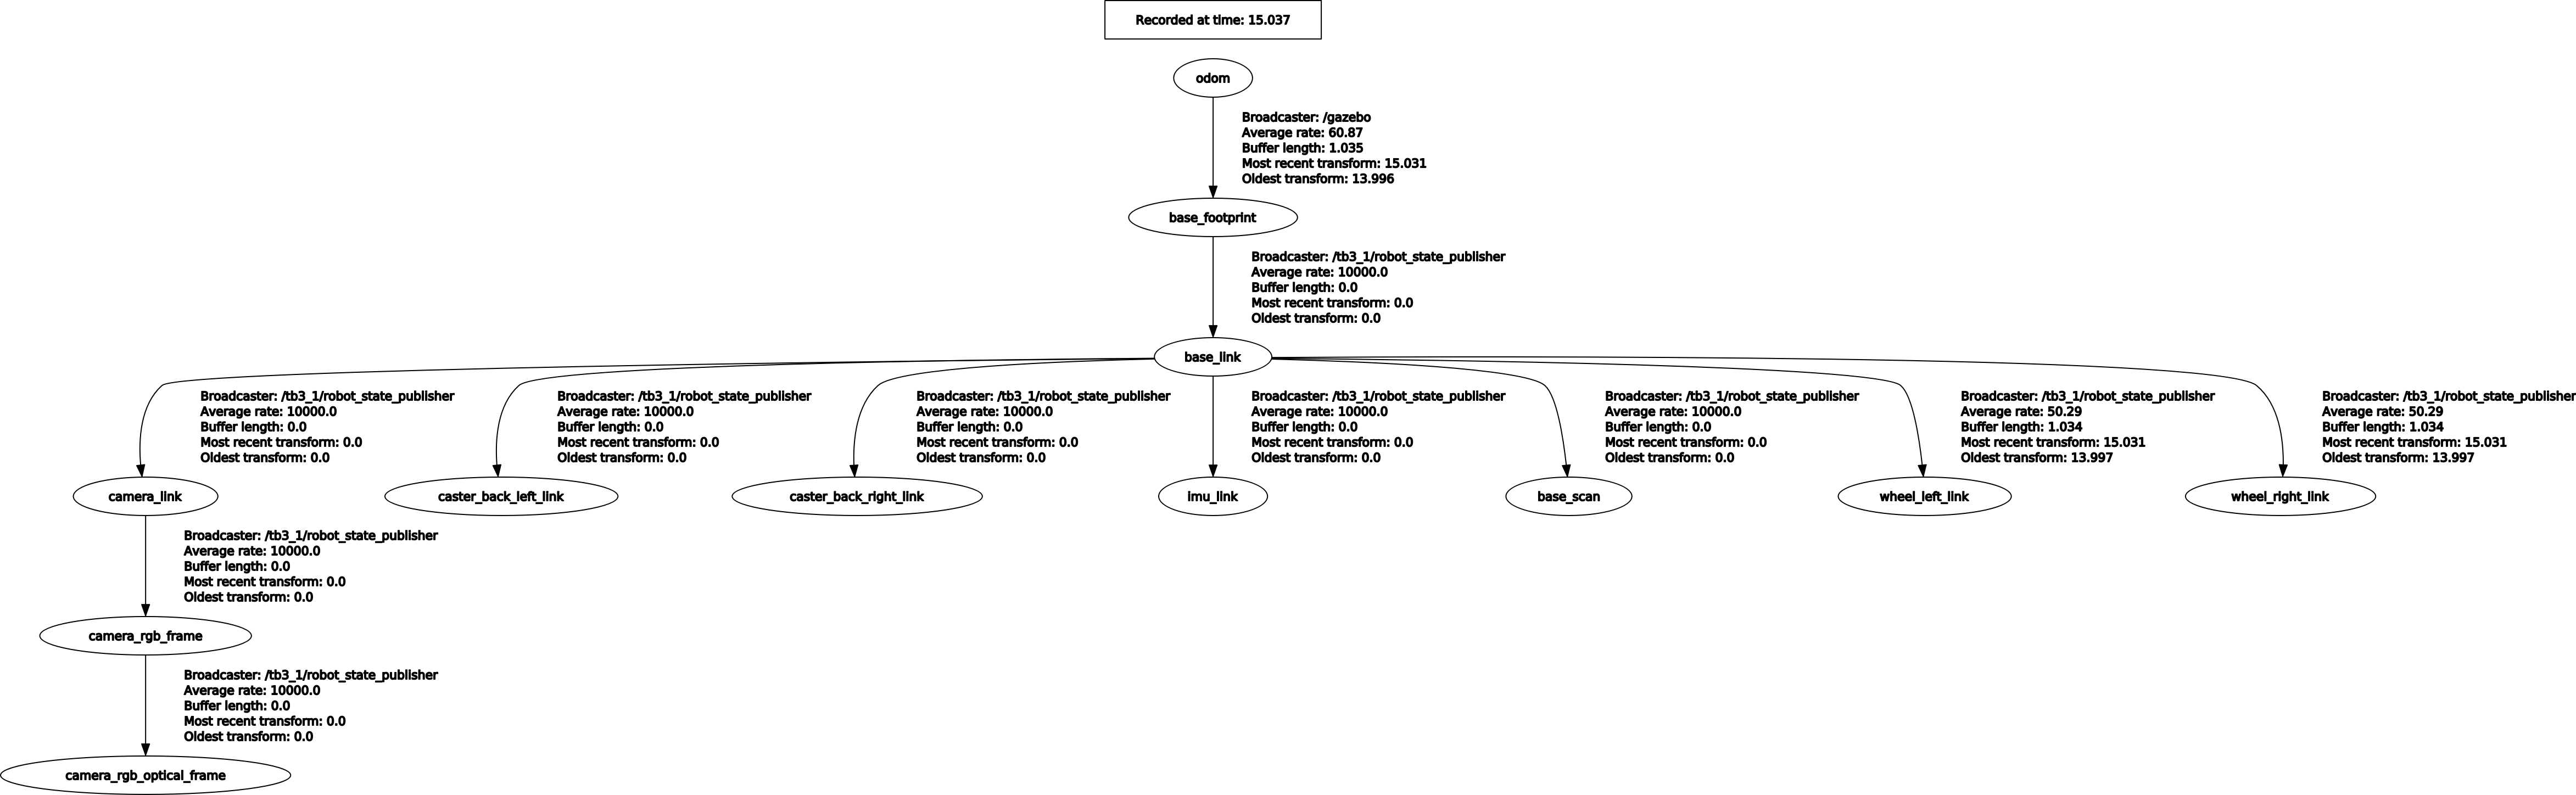 Recorded at time: 15.037
odom
Broadcaster: /gazebo
Average rate: 60.87
Buffer length: 1.035
Most recent transform: 15.031
Oldest transform: 13.996
base_footprint
Broadcaster: /tb3_1/robot_state_publisher
Average rate: 10000.0
Buffer length: 0.0
Most recent transform: 0.0
Oldest transform: 0.0
base_link
Broadcaster: /tb3_1/robot_state_publisher
Average rate: 10000.0
Buffer length: 0.0
Most recent transform: 0.0
Oldest transform: 0.0
Broadcaster: /tb3_1/robot_state_publisher
Average rate: 10000.0
Buffer length: 0.0
Most recent transform: 0.0
Oldest transform: 0.0
Broadcaster: /tb3_1/robot_state_publisher
Average rate: 10000.0
Buffer length: 0.0
Most recent transform: 0.0
Oldest transform: 0.0
Broadcaster: /tb3_1/robot_state_publisher
Average rate: 10000.0
Buffer length: 0.0
Most recent transform: 0.0
Oldest transform: 0.0
Broadcaster: /tb3_1/robot_state_publisher
Average rate: 10000.0
Buffer length: 0.0
Most recent transform: 0.0
Oldest transform: 0.0
Broadcaster: /tb3_1/robot_state_publisher
Average rate: 50.29
Buffer length: 1.034
Most recent transform: 15.031
Oldest transform: 13.997
Broadcaster: /tb3_1/robot_state_publisher
Average rate: 50.29
Buffer length: 1.034
Most recent transform: 15.031
Oldest transform: 13.997
camera_link
caster_back_left_link
caster_back_right_link
imu_link
base_scan
wheel_left_link
wheel_right_link
Broadcaster: /tb3_1/robot_state_publisher
Average rate: 10000.0
Buffer length: 0.0
Most recent transform: 0.0
Oldest transform: 0.0
camera_rgb_frame
Broadcaster: /tb3_1/robot_state_publisher
Average rate: 10000.0
Buffer length: 0.0
Most recent transform: 0.0
Oldest transform: 0.0
camera_rgb_optical_frame